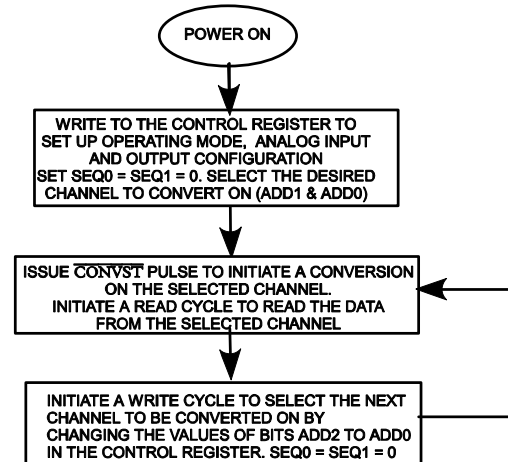 POWER ON
WRITE TO THE CONTROL REGISTER TO
SET UP OPERATING MODE, ANALOG INPUT
AND OUTPUT CONFIGURATION
SET SEQ0 = SEQ1 = 0. SELECT THE DESIRED
CHANNEL TO CONVERT ON (ADD1 & ADD0)
ISSUE CONVST PULSE TO INITIATE A CONVERSION
ON THE SELECTED CHANNEL.
INITIATE A READ CYCLE TO READ THE DATA
FROM THE SELECTED CHANNEL
INITIATE A WRITE CYCLE TO SELECT THE NEXT
CHANNEL TO BE CONVERTED ON BY
CHANGING THE VALUES OF BITS ADD2 TO ADD0
IN THE CONTROL REGISTER. SEQ0 = SEQ1 = 0